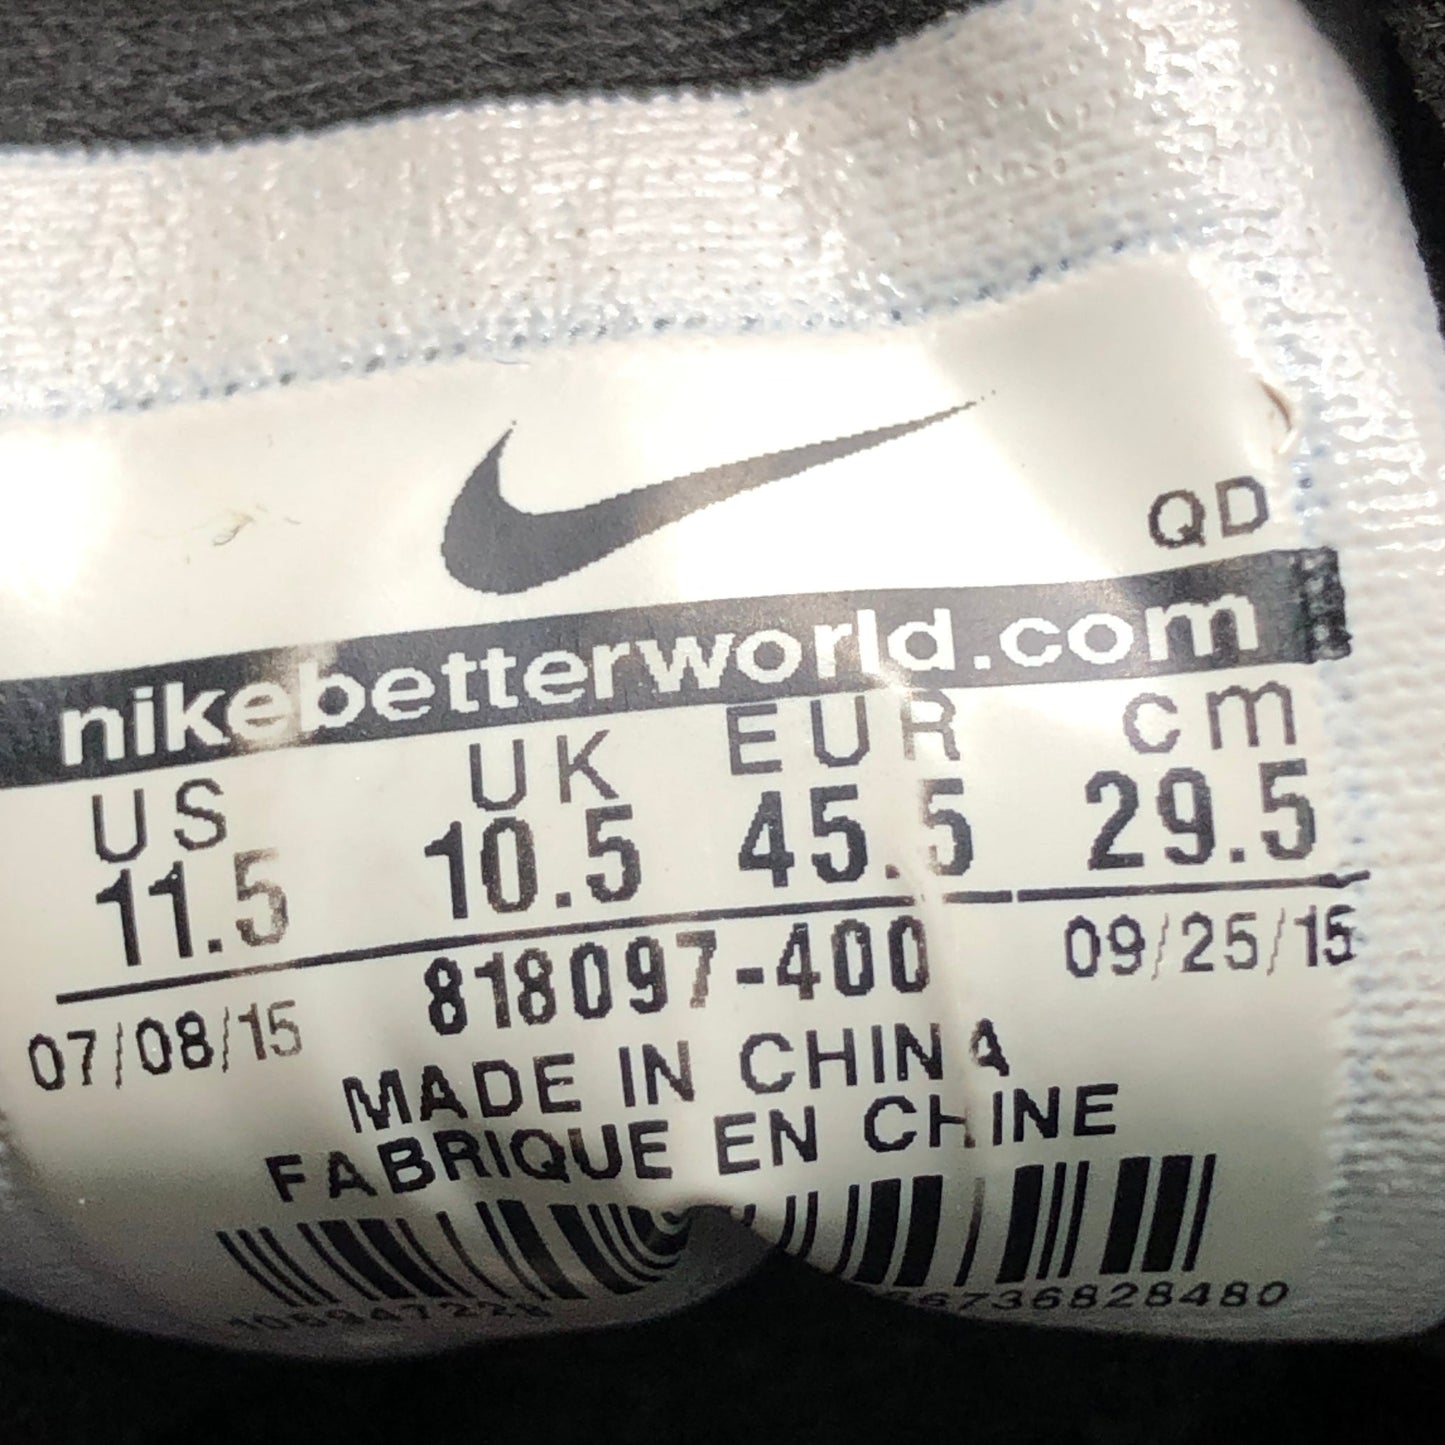 QD
nikebetterworld.com
US UK EUR cm
11.5 10.5 45.5 29.5
07/08/15 818097-400 09/25/15
MADE IN CHINA
FABRIQUE EN CHINE